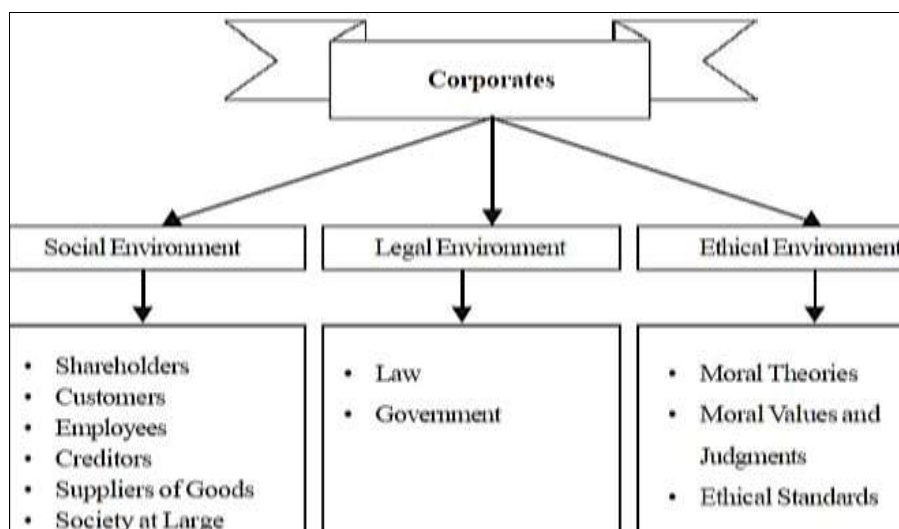 Corporates
Social Environment
Legal Environment
Ethical Environment
• Shareholders
• Customers
• Employees
• Creditors
• Suppliers of Goods
• Society at Large
• Law
• Government
• Moral Theories
• Moral Values and
Judgments
• Ethical Standards